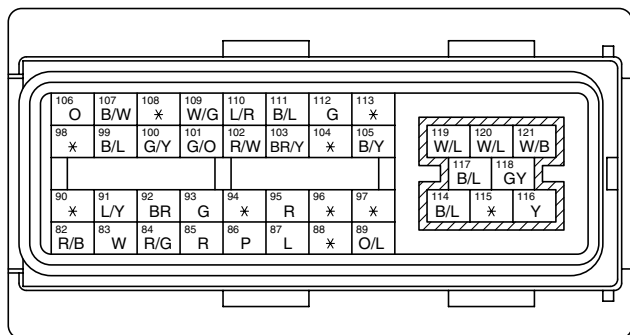 106 107 108 109 110 111 112 113
O B/W * W/G L/R B/L G *
98 99 100 101 102 103 104 105
* B/L G/Y G/O R/W BR/Y * B/Y
90 91 92 93 94 95 96 97
* L/Y BR G * R * *
82 83 84 85 86 87 88 89
R/B W R/G R P L * O/L
119 120 121
W/L W/L W/B
117 118
B/L GY
114 115 116
B/L * Y